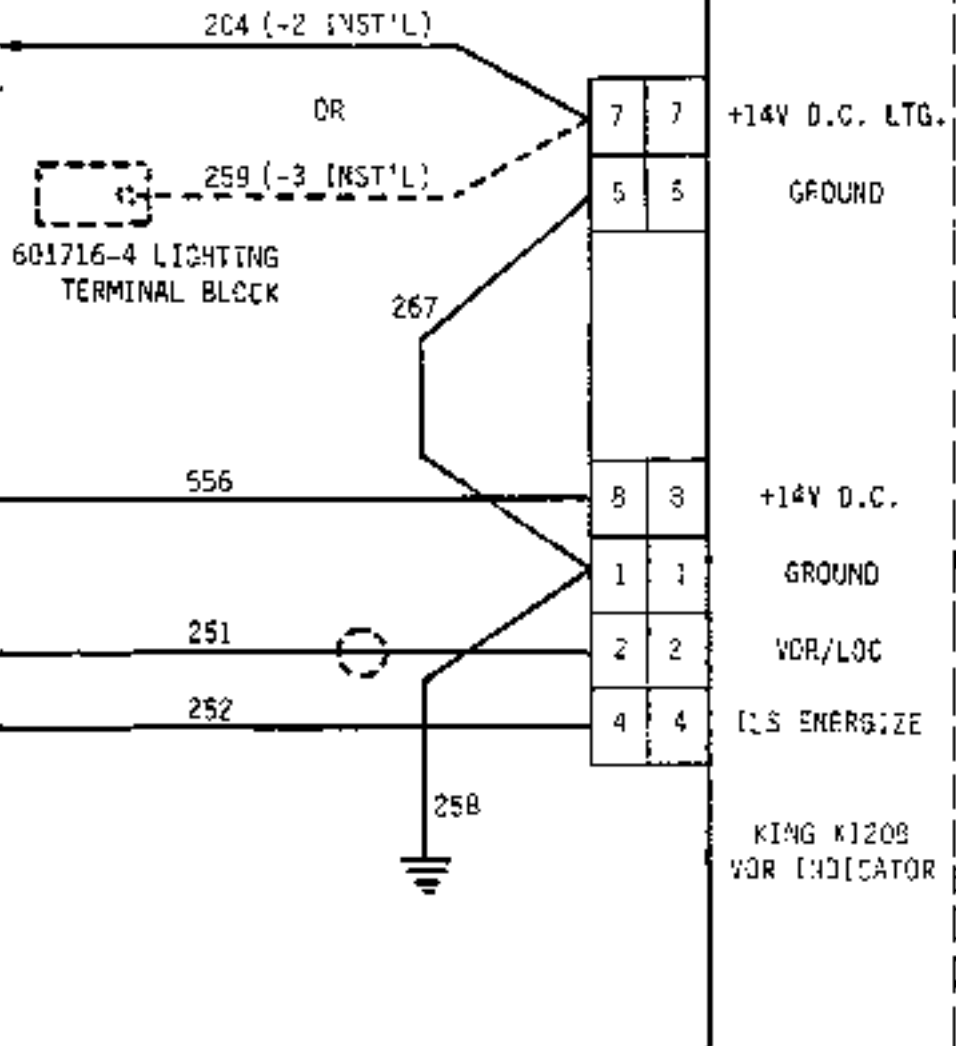 204 (-2 INST'L)
OR
7 7 +14V D.C. LTG.
259 (-3 INST'L)
GROUND
601716-4 LIGHTING
TERMINAL BLOCK
267
556
8 8 +14V D.C.
1 1 GROUND
251
2 2 VOR/LOC
252
4 4 ILS ENERGIZE
258
KING KI208
VOR INDICATOR